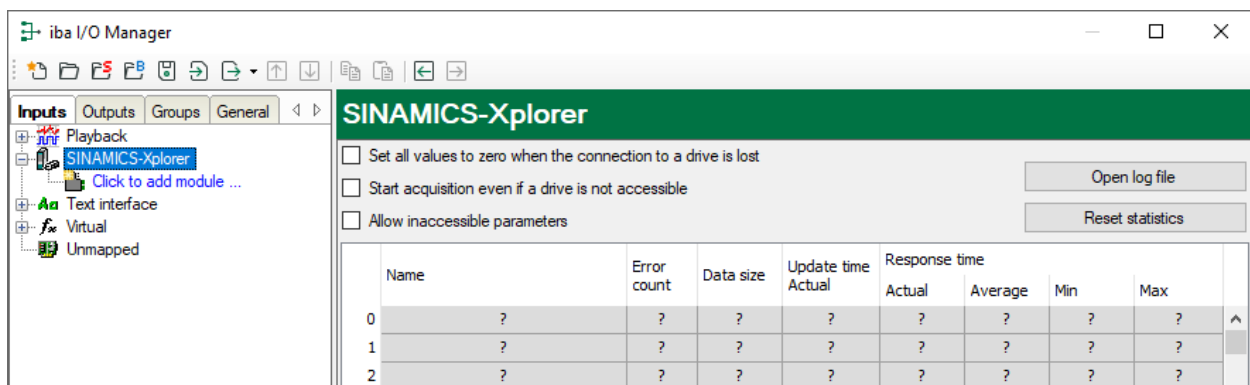 iba I/O Manager
Inputs Outputs Groups General
Playback
SINAMICS-Xplorer
Click to add module ...
Text interface
Virtual
Unmapped
SINAMICS-Xplorer
Set all values to zero when the connection to a drive is lost
Start acquisition even if a drive is not accessible
Allow inaccessible parameters
Open log file
Reset statistics
Name Error count Data size Update time Actual Response time
Actual Average Min Max
0 ? ? ? ? ? ? ? ?
1 ? ? ? ? ? ? ? ?
2 ? ? ? ? ? ? ? ?